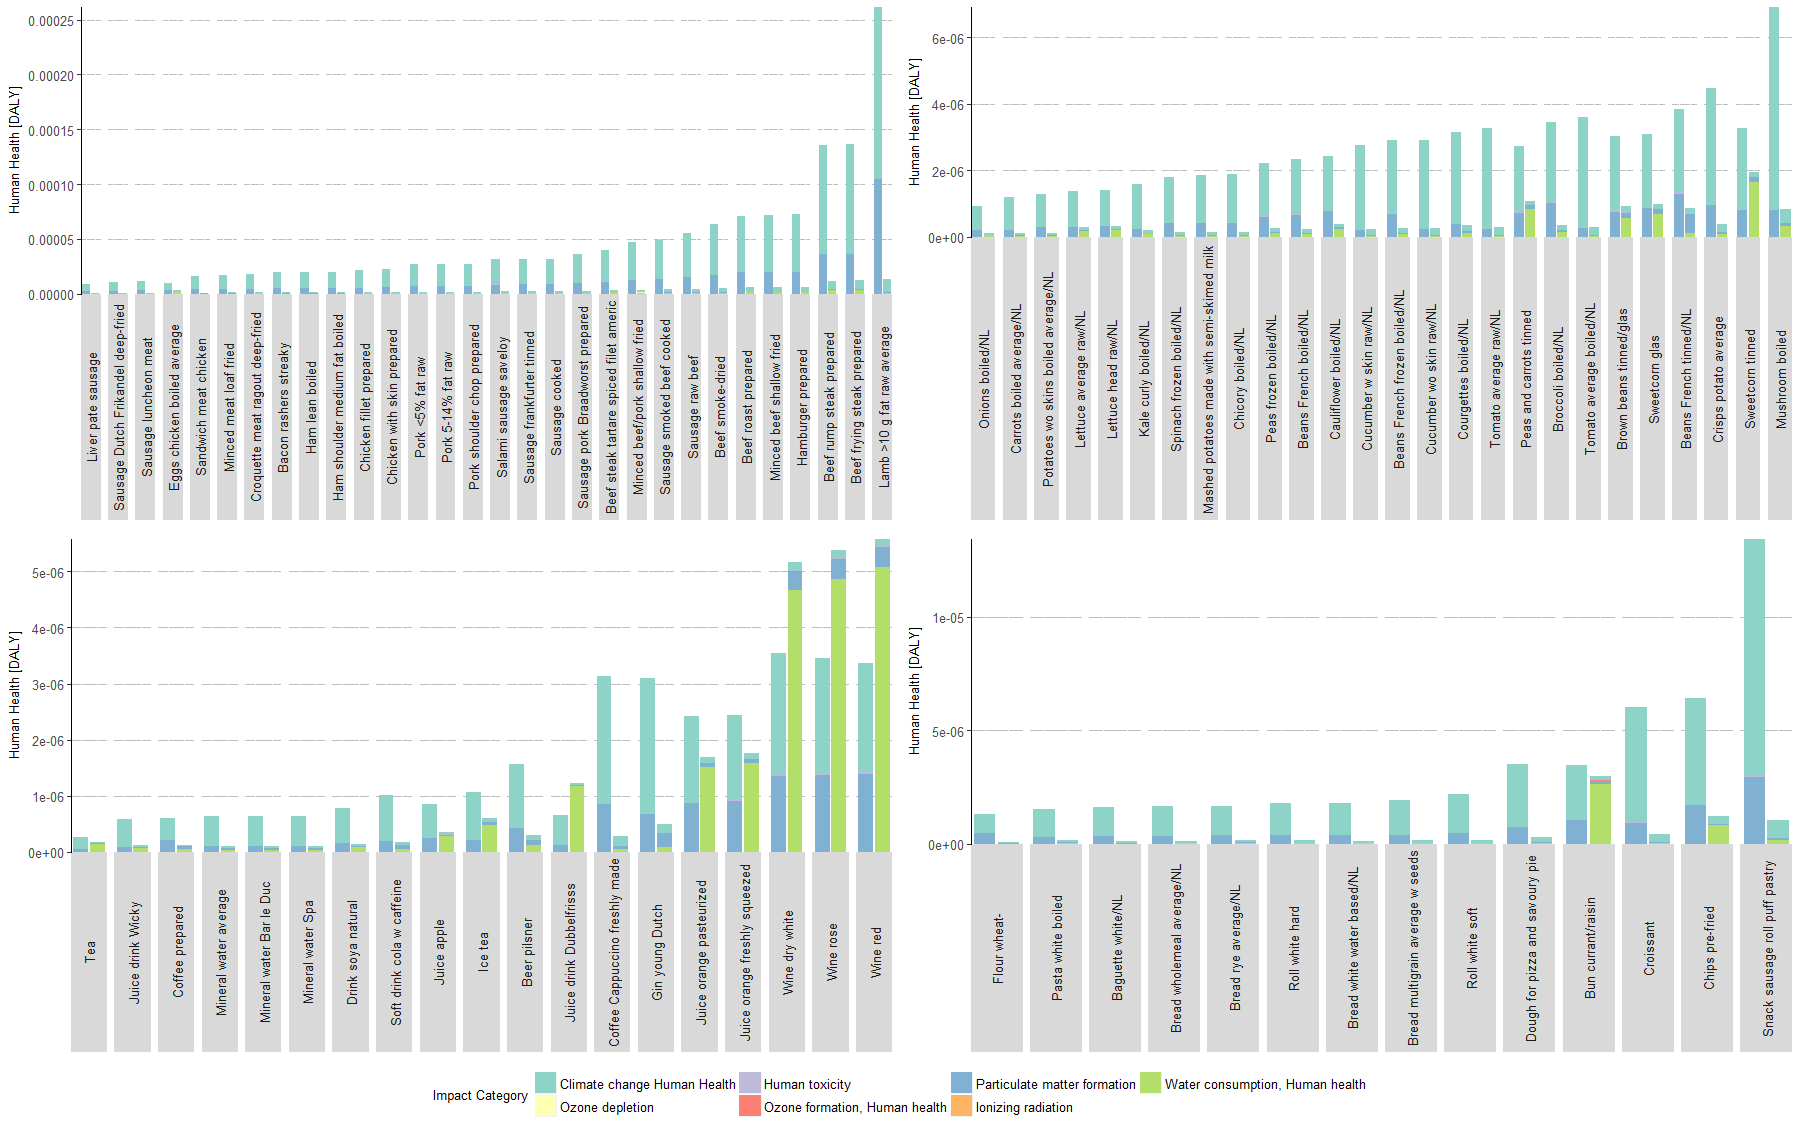 Human Health [DALY]
0.00025
0.00020
0.00015
0.00010
0.00005
0.00000
Liver pate sausage
Sausage Dutch Frikandel deep-fried
Sausage luncheon meat
Eggs chicken boiled average
Sandwich meat chicken
Minced meat loaf fried
Croquette meat ragout deep-fried
Bacon rashers streaky
Ham lean boiled
Ham shoulder medium fat boiled
Chicken fillet prepared
Chicken with skin prepared
Pork <5% fat raw
Pork 5-14% fat raw
Pork shoulder chop prepared
Salami sausage saveloy
Sausage frankfurter tinned
Sausage cooked
Sausage pork Braadworst prepared
Beef steak tartare spiced filet americ
Minced beef/pork shallow fried
Sausage smoked beef cooked
Sausage raw beef
Beef smoke-dried
Beef roast prepared
Minced beef shallow fried
Hamburger prepared
Beef rump steak prepared
Beef frying steak prepared
Lamb >10 g fat raw average
Human Health [DALY]
6e-06
4e-06
2e-06
0e+00
Onions boiled/NL
Carrots boiled average/NL
Potatoes wo skins boiled average/NL
Lettuce average raw/NL
Lettuce head raw/NL
Kale curly boiled/NL
Spinach frozen boiled/NL
Mashed potatoes made with semi-skimed milk
Chicory boiled/NL
Peas frozen boiled/NL
Beans French boiled/NL
Cauliflower boiled/NL
Cucumber w skin raw/NL
Beans French frozen boiled/NL
Cucumber wo skin raw/NL
Courgettes boiled/NL
Tomato average raw/NL
Peas and carrots tinned
Broccoli boiled/NL
Tomato average boiled/NL
Brown beans tinned/glas
Sweetcorn glas
Beans French tinned/NL
Crisps potato average
Sweetcorn tinned
Mushroom boiled
Human Health [DALY]
5e-06
4e-06
3e-06
2e-06
1e-06
0e+00
Tea
Juice drink Wicky
Coffee prepared
Mineral water average
Mineral water Bar le Duc
Mineral water Spa
Drink soya natural
Soft drink cola w caffeine
Juice apple
Ice tea
Beer pilsner
Juice drink Dubbelfrisss
Coffee Cappuccino freshly made
Gin young Dutch
Juice orange pasteurized
Juice orange freshly squeezed
Wine dry white
Wine rose
Wine red
Human Health [DALY]
1e-05
5e-06
0e+00
Flour wheat-
Pasta white boiled
Baguette white/NL
Bread wholemeal average/NL
Bread rye average/NL
Roll white hard
Bread white water based/NL
Bread multigrain average w seeds
Roll white soft
Dough for pizza and savoury pie
Bun currant/raisin
Croissant
Chips pre-fried
Snack sausage roll puff pastry
Impact Category
Climate change Human Health
Human toxicity
Particulate matter formation
Water consumption, Human health
Ozone depletion
Ozone formation, Human health
Ionizing radiation